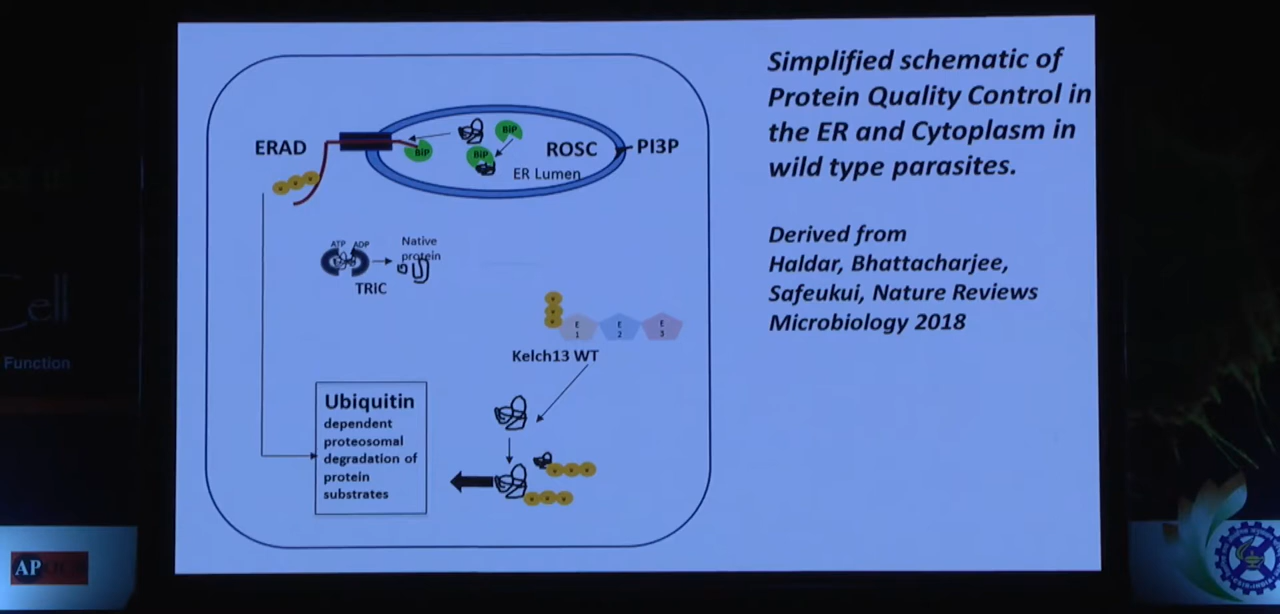 Simplified schematic of
Protein Quality Control in
the ER and Cytoplasm in
wild type parasites.
Derived from
Haldar, Bhattacharjee,
Safeukui, Nature Reviews
Microbiology 2018
ERAD
BiP
BiP
BiP
ROSC
PI3P
ER Lumen
ATP ADP
Native
protein
TRIC
E E E
1 2 3
Kelch13 WT
Ubiquitin
dependent
proteosomal
degradation of
protein
substrates
Cell
Function
AP